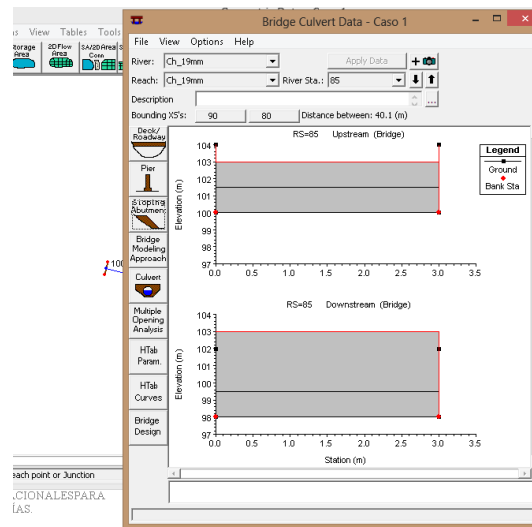 Bridge Culvert Data - Caso 1
View Tables Tools
Storage Area
2D Flow Area
SA/2D Area Conn
File View Options Help
River: Ch_19mm Apply Data
Reach: Ch_19mm River Sta.: 85
Description ...
Bounding XS's: 90 80 Distance between: 40.1 (m)
Deck/ Roadway
Pier
Sloping Abutment
Bridge Modeling Approach
Culvert
Multiple Opening Analysis
HTab Param.
HTab Curves
Bridge Design
100
RS=85 Upstream (Bridge)
Elevation (m)
104
103
102
101
100
99
98
97
0.0 0.5 1.0 1.5 2.0 2.5 3.0 3.5
Legend
Ground
Bank Sta
RS=85 Downstream (Bridge)
Elevation (m)
104
103
102
101
100
99
98
97
0.0 0.5 1.0 1.5 2.0 2.5 3.0 3.5
Station (m)
each point or Junction
ACIONALESPARA
ÍAS.